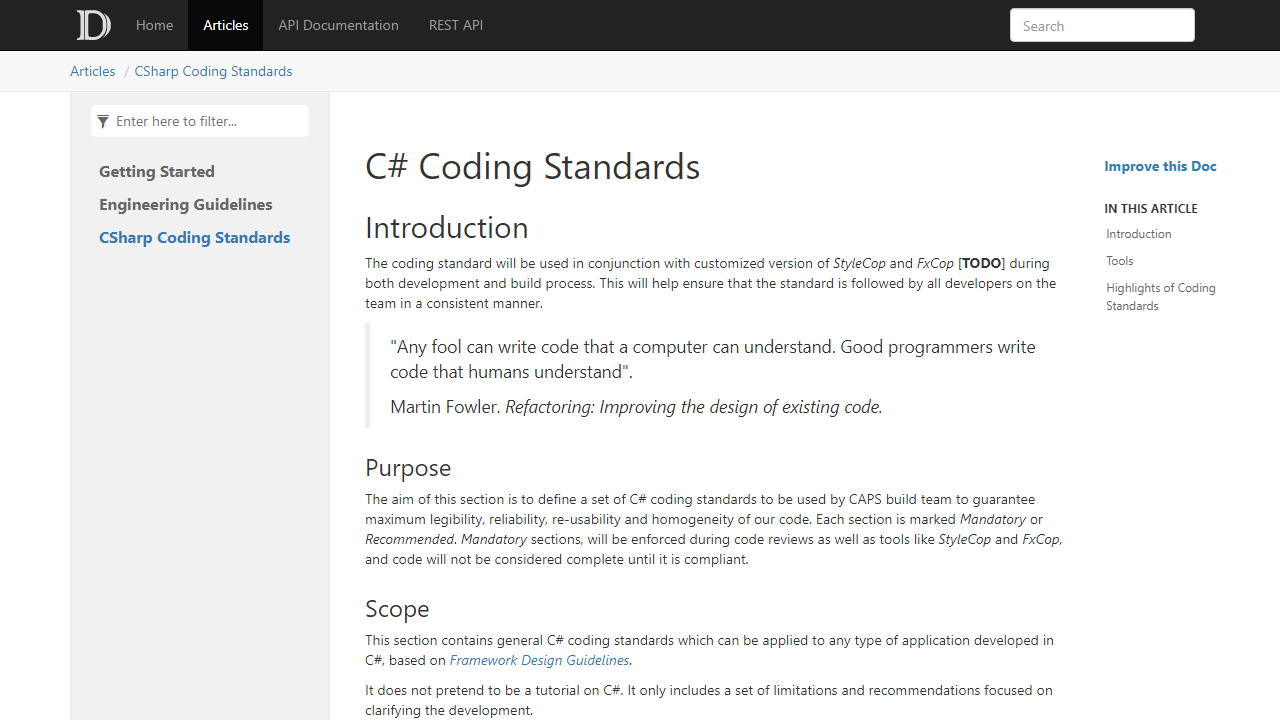 D
Home Articles API Documentation REST API Search
Articles / CSharp Coding Standards
Enter here to filter...
Getting Started
Engineering Guidelines
CSharp Coding Standards
C# Coding Standards
Introduction
The coding standard will be used in conjunction with customized version of StyleCop and FxCop [TODO] during
both development and build process. This will help ensure that the standard is followed by all developers on the
team in a consistent manner.
"Any fool can write code that a computer can understand. Good programmers write
code that humans understand".
Martin Fowler. Refactoring: Improving the design of existing code.
Purpose
The aim of this section is to define a set of C# coding standards to be used by CAPS build team to guarantee
maximum legibility, reliability, re-usability and homogeneity of our code. Each section is marked Mandatory or
Recommended. Mandatory sections, will be enforced during code reviews as well as tools like StyleCop and FxCop,
and code will not be considered complete until it is compliant.
Scope
This section contains general C# coding standards which can be applied to any type of application developed in
C#, based on Framework Design Guidelines.
It does not pretend to be a tutorial on C#. It only includes a set of limitations and recommendations focused on
clarifying the development.
Improve this Doc
IN THIS ARTICLE
Introduction
Tools
Highlights of Coding
Standards